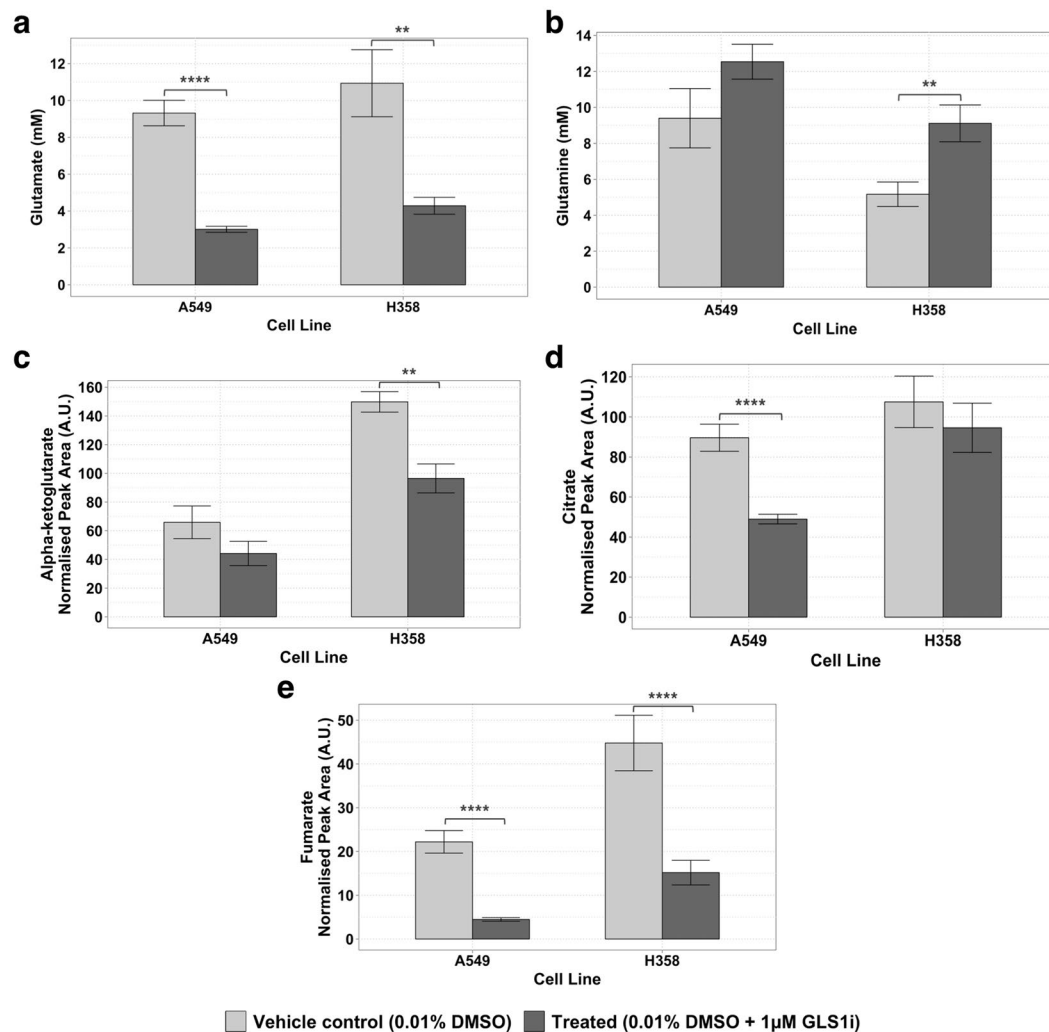 a
****
**
12
10
8
6
4
2
0
Glutamate (mM)
A549
H358
Cell Line
b
**
14
12
10
8
6
4
2
0
Glutamine (mM)
A549
H358
Cell Line
c
**
160
140
120
100
80
60
40
20
0
Alpha-ketoglutarate
Normalised Peak Area (A.U.)
A549
H358
Cell Line
d
****
120
100
80
60
40
20
0
Citrate
Normalised Peak Area (A.U.)
A549
H358
Cell Line
e
****
****
50
40
30
20
10
0
Fumarate
Normalised Peak Area (A.U.)
A549
H358
Cell Line
Vehicle control (0.01% DMSO)
Treated (0.01% DMSO + 1µM GLS1i)